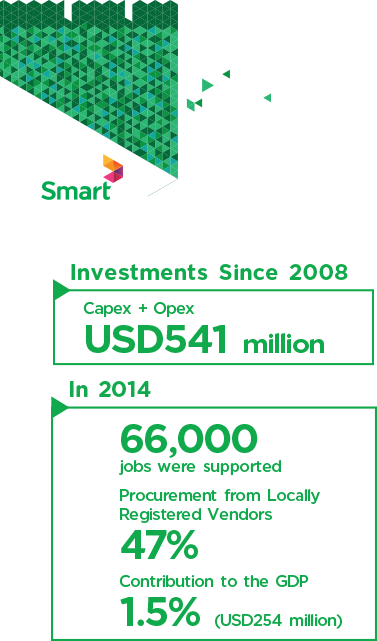 Smart
Investments Since 2008
Capex + Opex
USD541 million
In 2014
66,000
jobs were supported
Procurement from Locally
Registered Vendors
47%
Contribution to the GDP
1.5% (USD254 million)